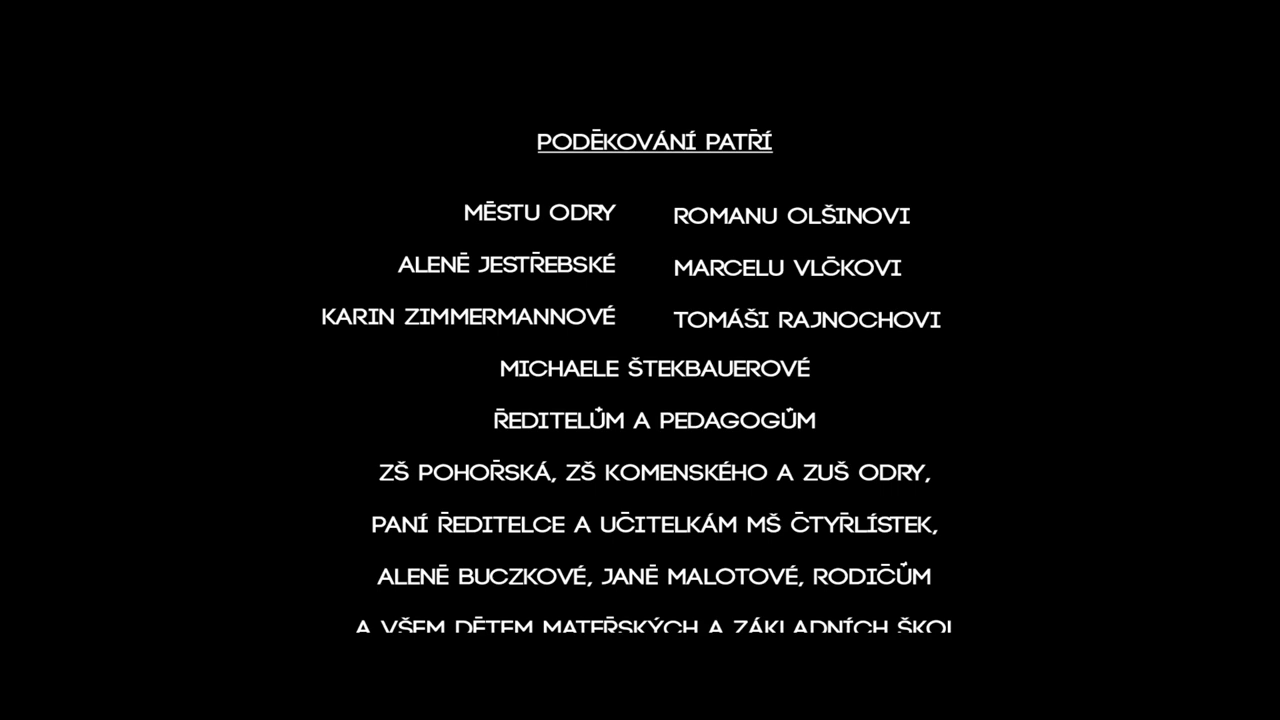 PODĚKOVÁNÍ PATŘÍ
MĚSTU ODRY ROMANU OLŠINOVI
ALENĚ JESTŘEBSKÉ MARCELU VLČKOVI
KARIN ZIMMERMANNOVÉ TOMÁŠI RAJNOCHOVI
MICHAELE ŠTEKBAUEROVÉ
ŘEDITELŮM A PEDAGOGŮM
ZŠ POHOŘSKÁ, ZŠ KOMENSKÉHO A ZUŠ ODRY,
PANÍ ŘEDITELCE A UČITELKÁM MŠ ČTYŘLÍSTEK,
ALENĚ BUCZKOVÉ, JANĚ MALOTOVÉ, RODIČŮM
A VŠEM DĚTEM MATEŘSKÝCH A ZÁKLADNÍCH ŠKOL